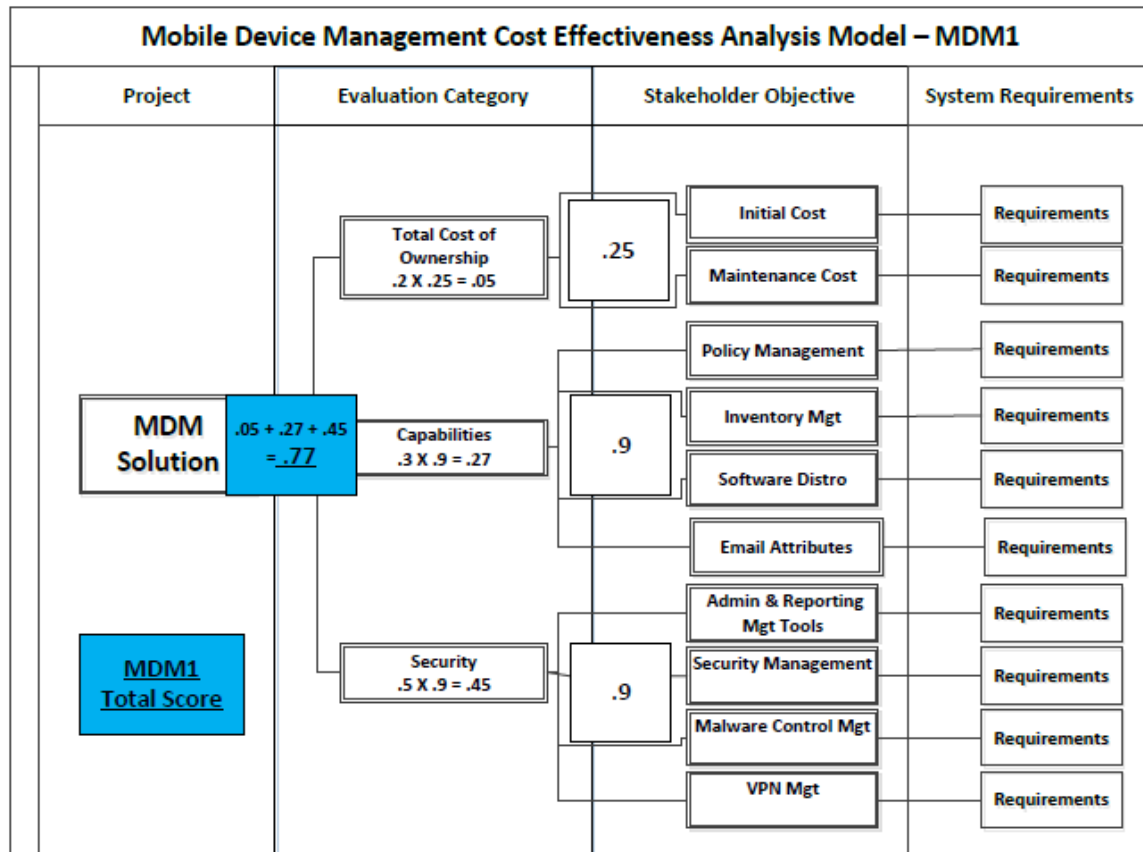 Mobile Device Management Cost Effectiveness Analysis Model – MDM1
Project
Evaluation Category
Stakeholder Objective
System Requirements
Total Cost of
Ownership
.2 X .25 = .05
.25
Initial Cost
Requirements
Maintenance Cost
Requirements
Policy Management
Requirements
MDM
Solution
.05 + .27 + .45
= .77
Capabilities
.3 X .9 = .27
.9
Inventory Mgt
Requirements
Software Distro
Requirements
Email Attributes
Requirements
Admin & Reporting
Mgt Tools
Requirements
MDM1
Total Score
Security
.5 X .9 = .45
.9
Security Management
Requirements
Malware Control Mgt
Requirements
VPN Mgt
Requirements